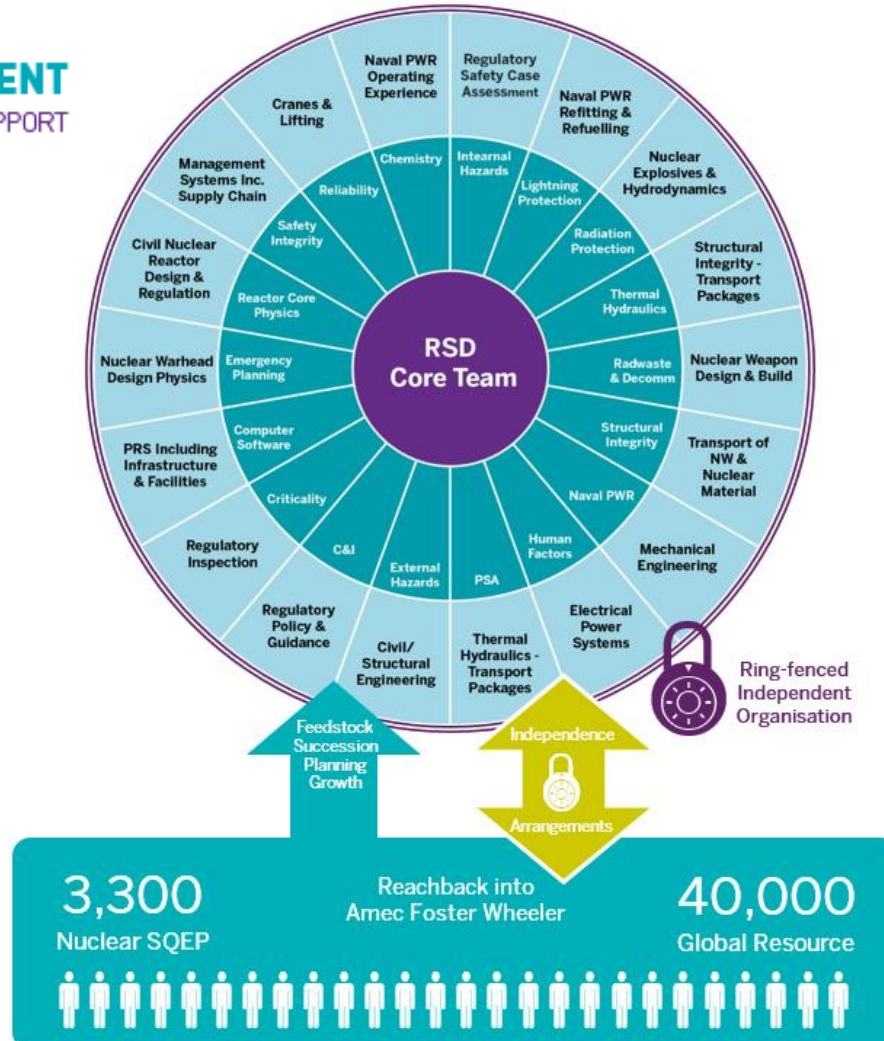 ENT
PPORT
Naval PWR
Operating
Experience
Regulatory
Safety Case
Assessment
Naval PWR
Refitting &
Refuelling
Nuclear
Explosives &
Hydrodynamics
Structural
Integrity -
Transport
Packages
Nuclear Weapon
Design & Build
Transport of
NW &
Nuclear
Material
Mechanical
Engineering
Electrical
Power
Systems
Thermal
Hydraulics -
Transport
Packages
Civil/
Structural
Engineering
Regulatory
Policy &
Guidance
Regulatory
Inspection
PRS Including
Infrastructure
& Facilities
Nuclear Warhead
Design Physics
Civil Nuclear
Reactor
Design &
Regulation
Management
Systems Inc.
Supply Chain
Cranes &
Lifting
Chemistry
Intearnal
Hazards
Lightning
Protection
Radiation
Protection
Thermal
Hydraulics
Radwaste
& Decomm
Structural
Integrity
Naval PWR
Human
Factors
PSA
External
Hazards
C&I
Criticality
Computer
Software
Emergency
Planning
Reactor Core
Physics
Safety
Integrity
Reliability
RSD
Core Team
Ring-fenced
Independent
Organisation
Feedstock
Succession
Planning
Growth
Independence
Arrangements
3,300
Nuclear SQEP
Reachback into
Amec Foster Wheeler
40,000
Global Resource